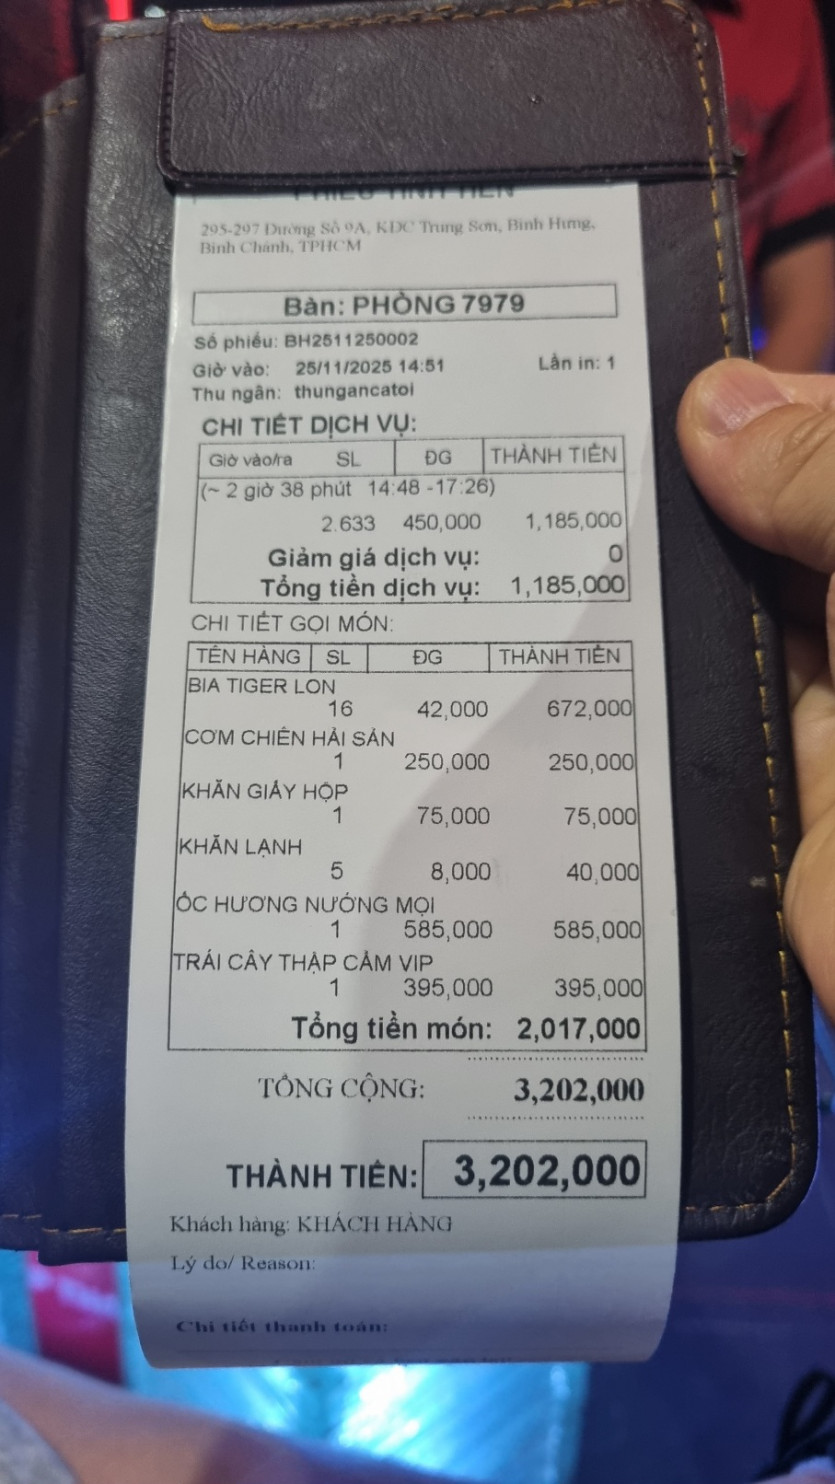 PHIẾU TÍNH TIỀN
295-297 Đường Số 9A, KDC Trung Sơn, Bình Hưng,
Bình Chánh, TPHCM
Bàn: PHÒNG 7979
Số phiếu: BH2511250002
Giờ vào: 25/11/2025 14:51 Lần in: 1
Thu ngân: thungancatoi
CHI TIẾT DỊCH VỤ:
Giờ vào/ra SL ĐG THÀNH TIỀN
(~ 2 giờ 38 phút 14:48 -17:26)
2.633 450,000 1,185,000
Giảm giá dịch vụ: 0
Tổng tiền dịch vụ: 1,185,000
CHI TIẾT GỌI MÓN:
TÊN HÀNG SL ĐG THÀNH TIỀN
BIA TIGER LON
16 42,000 672,000
CƠM CHIÊN HẢI SẢN
1 250,000 250,000
KHĂN GIẤY HỘP
1 75,000 75,000
KHĂN LẠNH
5 8,000 40,000
ỐC HƯƠNG NƯỚNG MỌI
1 585,000 585,000
TRÁI CÂY THẬP CẨM VIP
1 395,000 395,000
Tổng tiền món: 2,017,000
TỔNG CỘNG: 3,202,000
THÀNH TIỀN: 3,202,000
Khách hàng: KHÁCH HÀNG
Lý do/ Reason:
Chi tiết thanh toán: